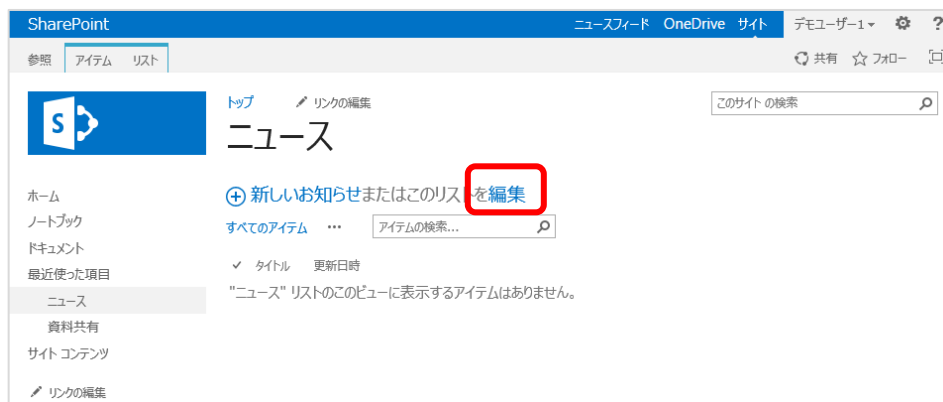 SharePoint ニュースフィード OneDrive サイト デモユーザー1 ?
参照 アイテム リスト 共有 フォロー
S
トップ リンクの編集 このサイト の検索
ニュース
新しいお知らせまたはこのリストを編集
すべてのアイテム ... アイテムの検索...
タイトル 更新日時
"ニュース" リストのこのビューに表示するアイテムはありません。
ホーム
ノートブック
ドキュメント
最近使った項目
ニュース
資料共有
サイト コンテンツ
リンクの編集